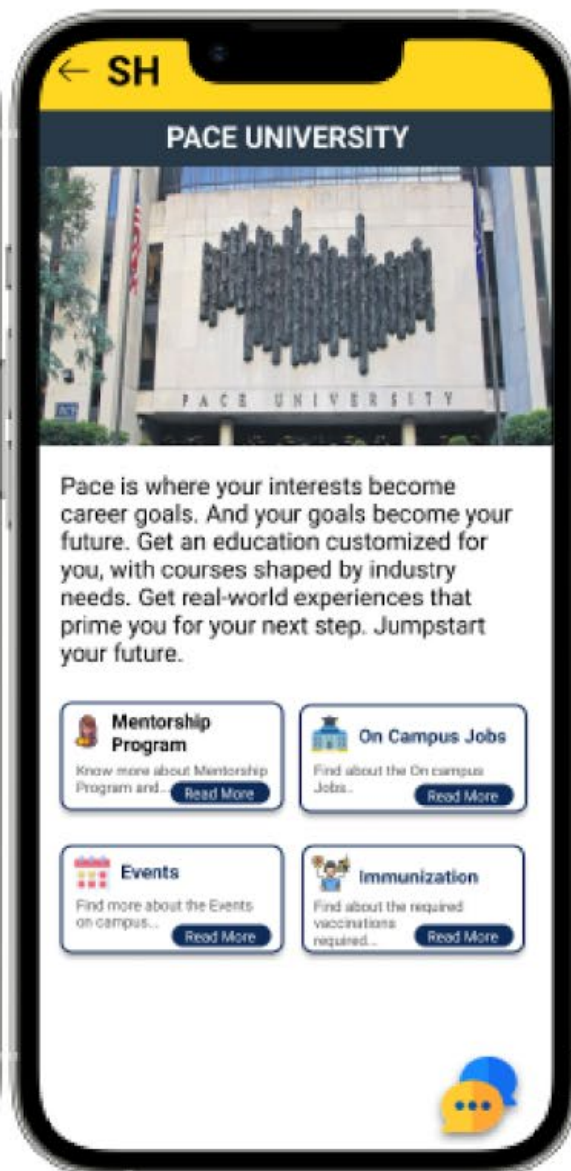 ← SH
PACE UNIVERSITY
PACE UNIVERSITY
Pace is where your interests become
career goals. And your goals become your
future. Get an education customized for
you, with courses shaped by industry
needs. Get real-world experiences that
prime you for your next step. Jumpstart
your future.
Mentorship
Program
Know more about Mentorship
Program and...
Read More
On Campus Jobs
Find about the On campus
Jobs..
Read More
Events
Find more about the Events
on campus...
Read More
Immunization
Find about the required
vaccinations
required...
Read More